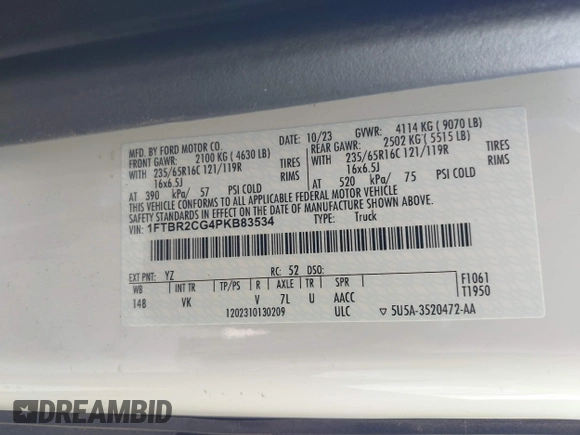 MFD. BY FORD MOTOR CO.
DATE: 10/23 GVWR: 4114 KG ( 9070 LB)
FRONT GAWR: 2100 KG ( 4630 LB) REAR GAWR: 2502 KG ( 5515 LB)
WITH 235/65R16C 121/119R TIRES WITH 235/65R16C 121/119R TIRES
16x6.5J RIMS 16x6.5J RIMS
AT 390 kPa/ 57 PSI COLD AT 520 kPa/ 75 PSI COLD
THIS VEHICLE CONFORMS TO ALL APPLICABLE FEDERAL MOTOR VEHICLE
SAFETY STANDARDS IN EFFECT ON THE DATE OF MANUFACTURE SHOWN ABOVE.
VIN: 1FTBR2CG4PKB83534 TYPE: Truck
EXT PNT: YZ RC: 52 DSO: F1061
WB INT TR TP/PS R AXLE TR SPR T1950
148 VK V 7L U AACC
1202310130209 ULC ▽ 5U5A-3520472-AA
DREAMBID